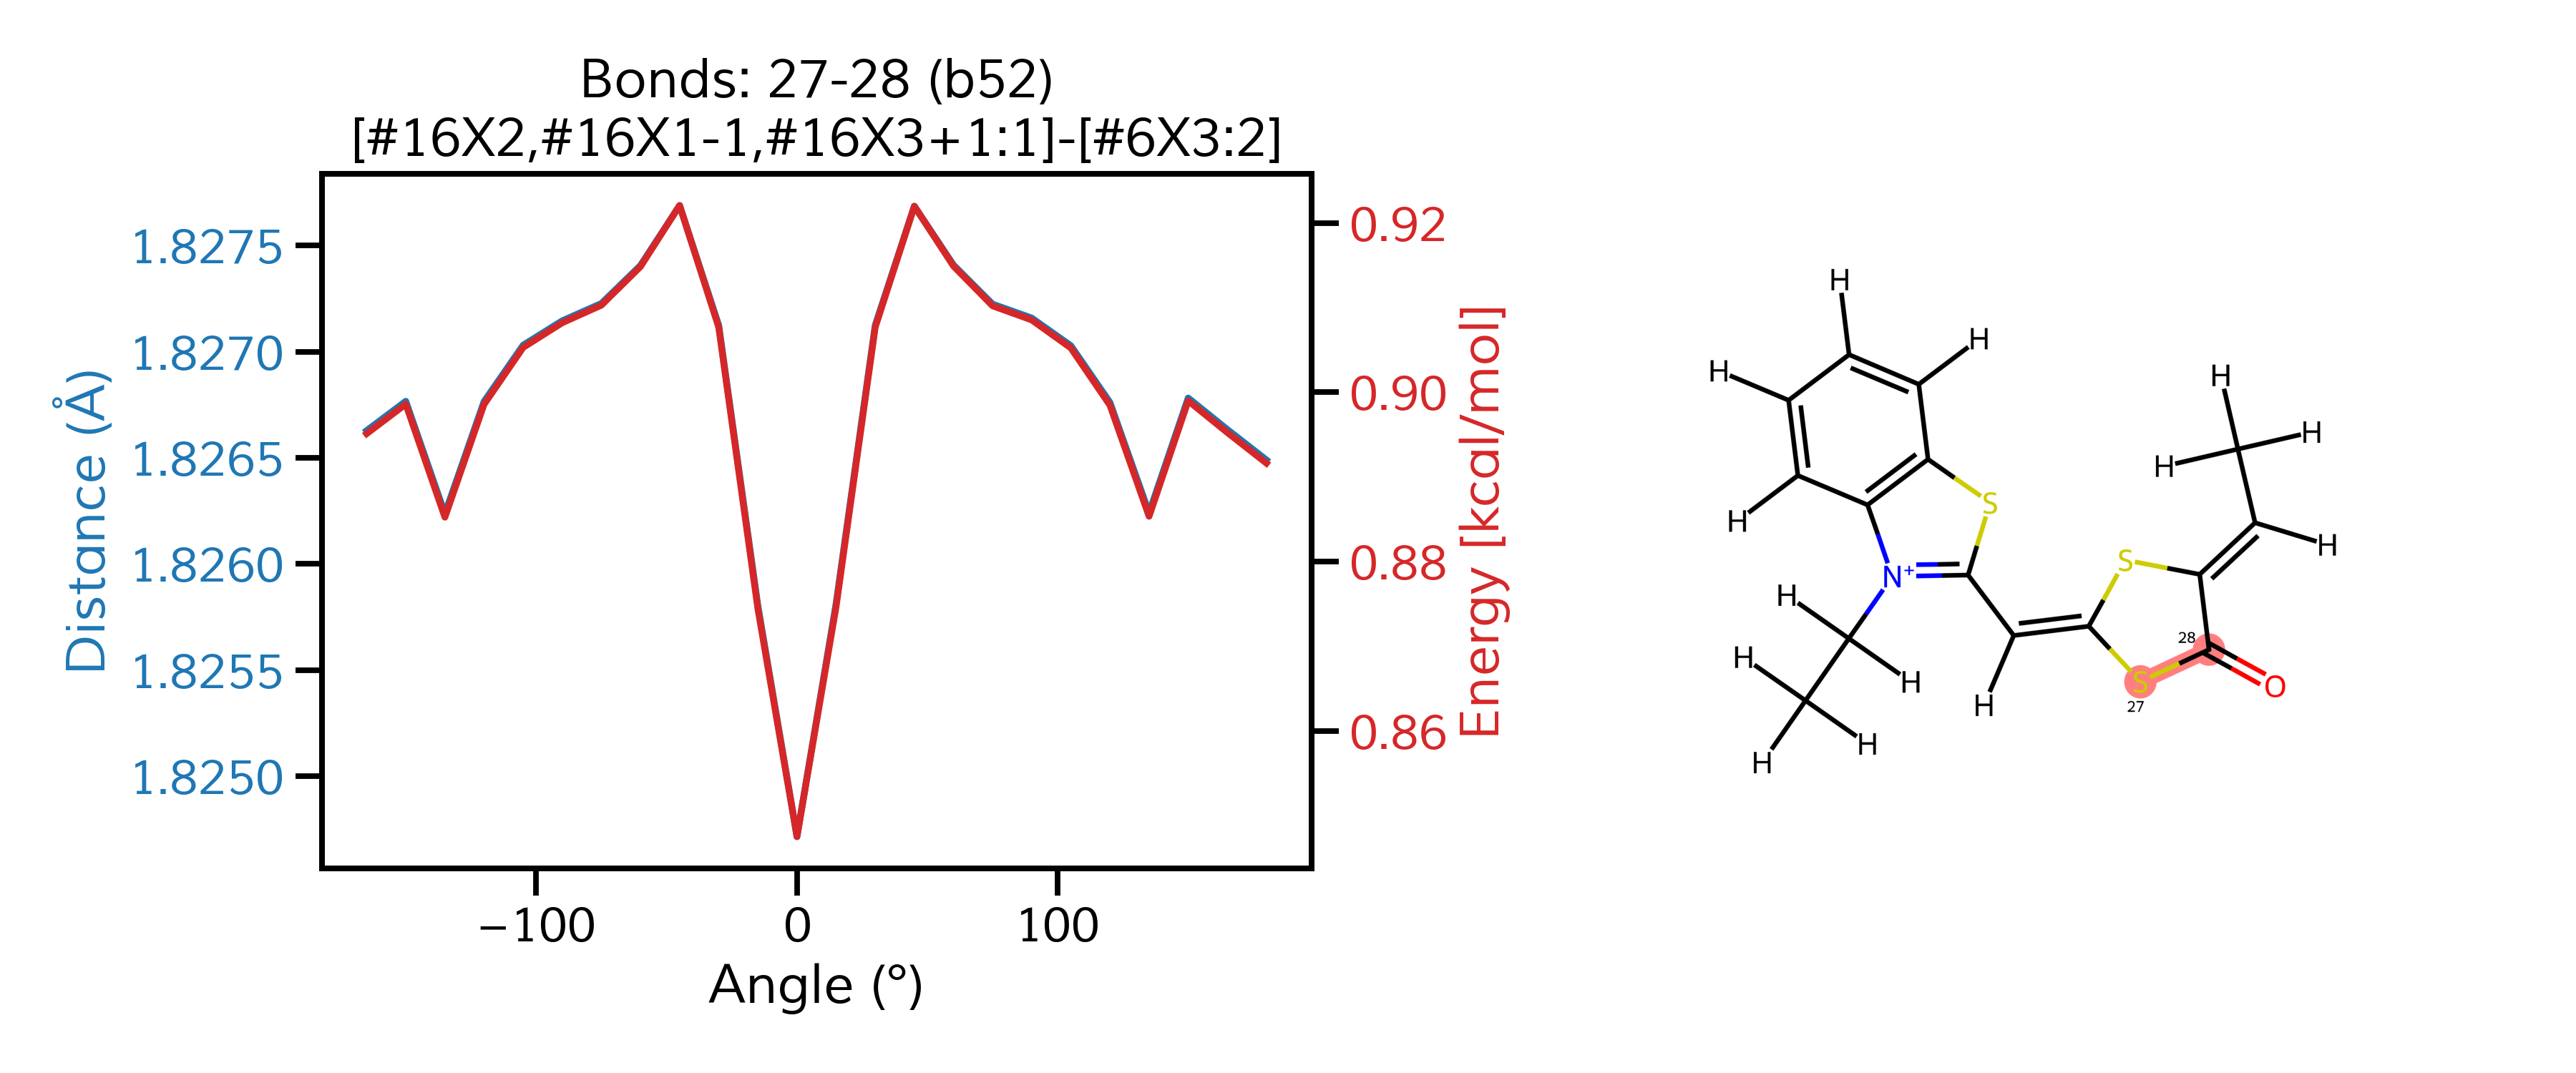 Bonds: 27-28 (b52)
[#16X2,#16X1-1,#16X3+1:1]-[#6X3:2]
Distance (Å)
1.8275
1.8270
1.8265
1.8260
1.8255
1.8250
−100
0
100
Angle (°)
0.92
0.90
0.88
0.86
Energy [kcal/mol]
H
H
H
H
H
H
H
S
H
S
H
N+
H
28
H
H
S
O
27
H
H
H